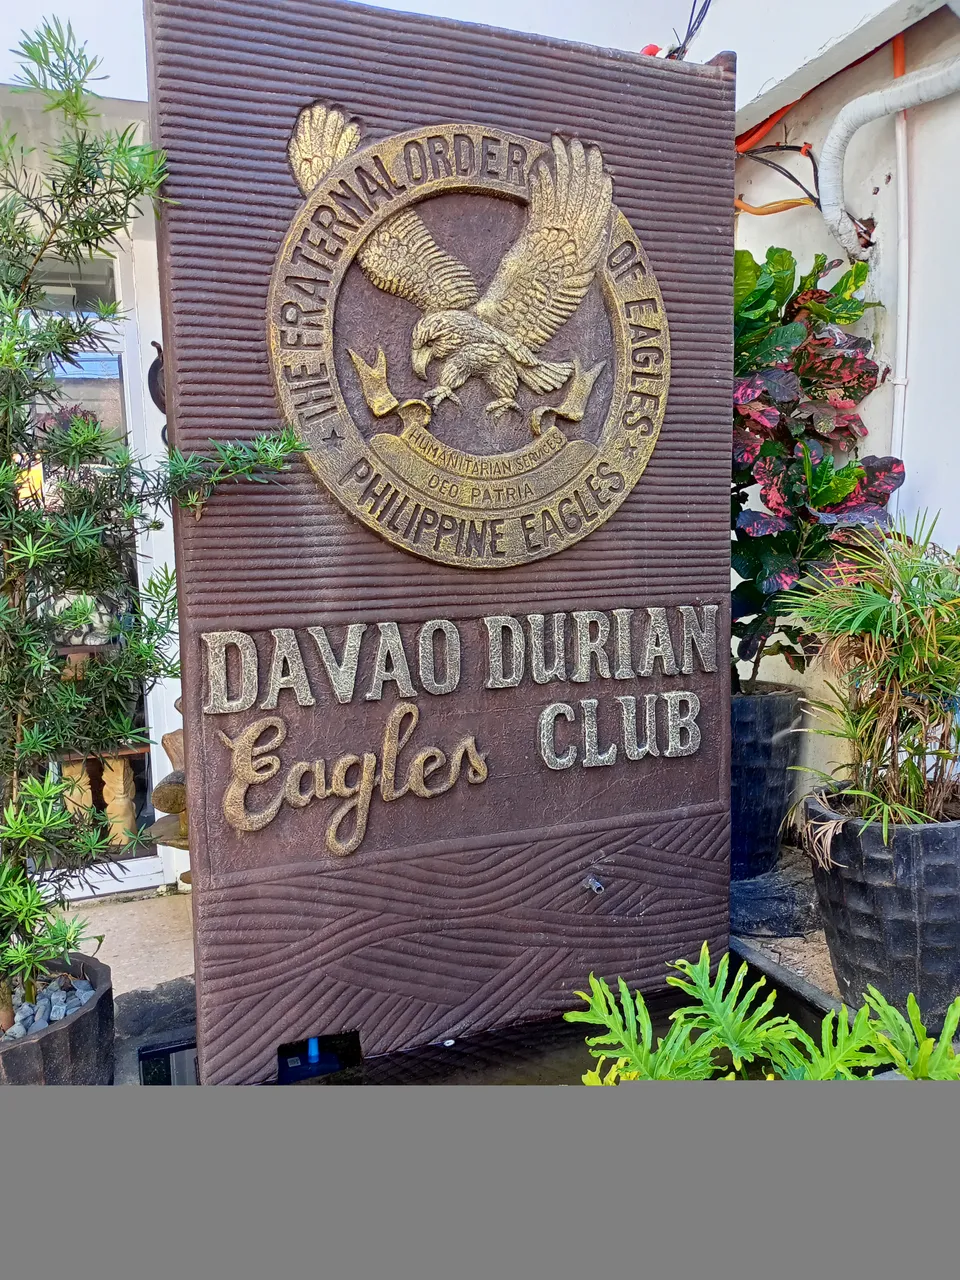 THE FRATERNAL ORDER OF EAGLES
HUMANITARIAN SERVICES
DEO PATRIA
PHILIPPINE EAGLES
DAVAO DURIAN
Eagles CLUB